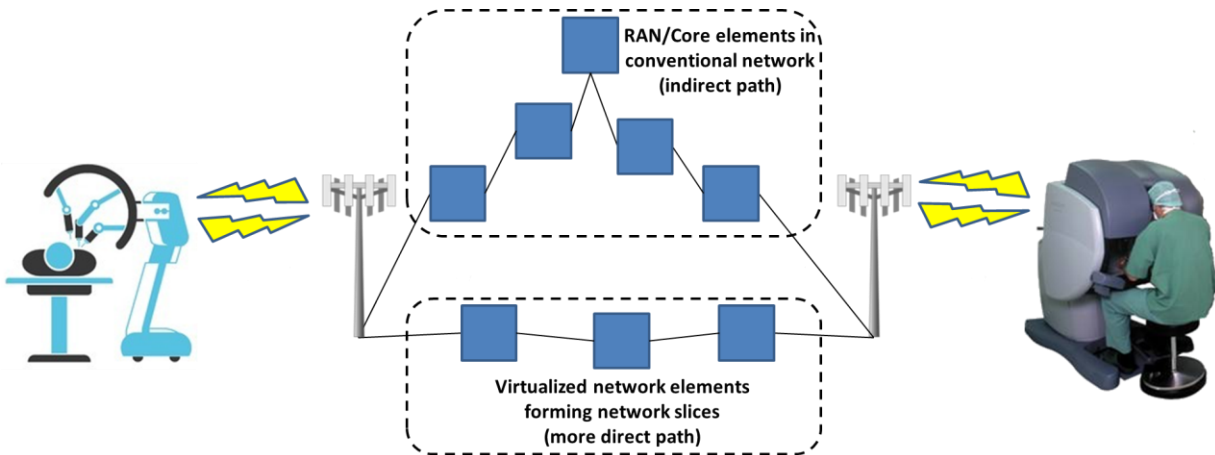 RAN/Core elements in
conventional network
(indirect path)
Virtualized network elements
forming network slices
(more direct path)